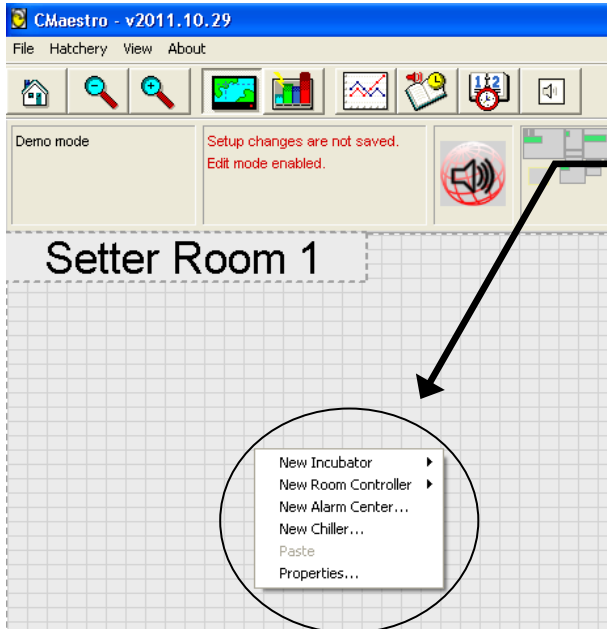 CMaestro - v2011.10.29
File Hatchery View About
Demo mode
Setup changes are not saved.
Edit mode enabled.
Setter Room 1
New Incubator
New Room Controller
New Alarm Center...
New Chiller...
Paste
Properties...